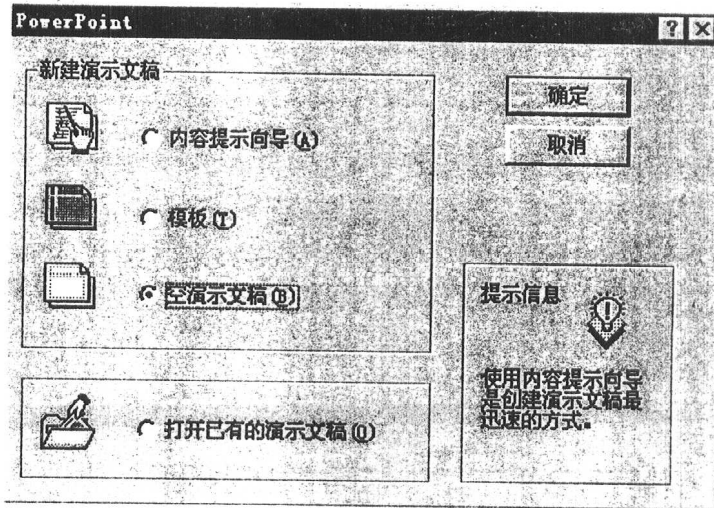 PowerPoint
新建演示文稿
内容提示向导(A)
模板(T)
空演示文稿(B)
打开已有的演示文稿(O)
确定
取消
提示信息
使用内容提示向导
是创建演示文稿最
迅速的方式。